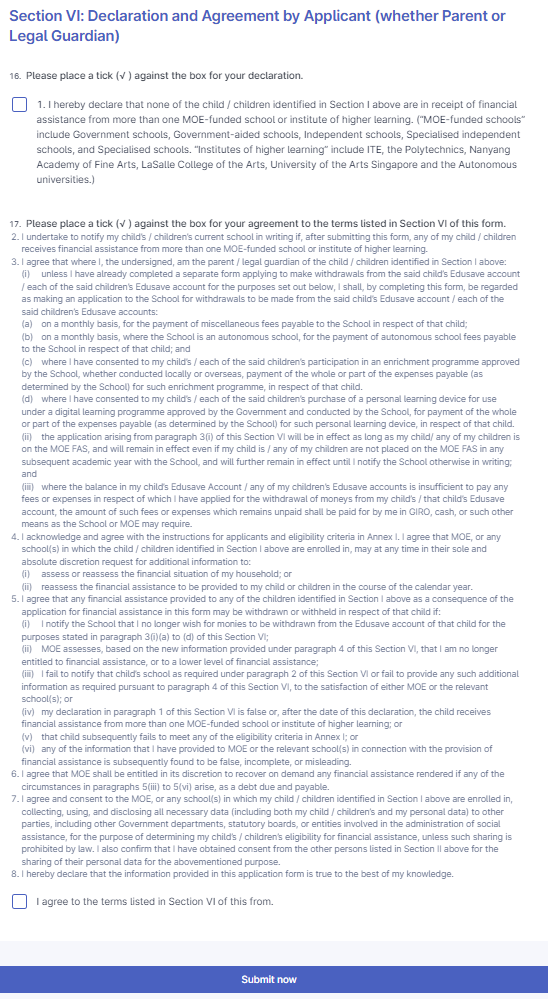 Section VI: Declaration and Agreement by Applicant (whether Parent or
Legal Guardian)
16. Please place a tick (√ ) against the box for your declaration.
1. I hereby declare that none of the child / children identified in Section I above are in receipt of financial
assistance from more than one MOE-funded school or institute of higher learning. ("MOE-funded schools"
include Government schools, Government-aided schools, Independent schools, Specialised independent
schools, and Specialised schools. "Institutes of higher learning" include ITE, the Polytechnics, Nanyang
Academy of Fine Arts, LaSalle College of the Arts, University of the Arts Singapore and the Autonomous
universities.)
17. Please place a tick (√ ) against the box for your agreement to the terms listed in Section VI of this form.
2. I undertake to notify my child's / children's current school in writing if, after submitting this form, any of my child / children
receives financial assistance from more than one MOE-funded school or institute of higher learning.
3. I agree that where I, the undersigned, am the parent / legal guardian of the child / children identified in Section I above:
(i) unless I have already completed a separate form applying to make withdrawals from the said child's Edusave account
/ each of the said children's Edusave account for the purposes set out below, I shall, by completing this form, be regarded
as making an application to the School for withdrawals to be made from the said child's Edusave account / each of the
said children's Edusave accounts:
(a) on a monthly basis, for the payment of miscellaneous fees payable to the School in respect of that child;
(b) on a monthly basis, where the School is an autonomous school, for the payment of autonomous school fees payable
to the School in respect of that child; and
(c) where I have consented to my child's / each of the said children's participation in an enrichment programme approved
by the School, whether conducted locally or overseas, payment of the whole or part of the expenses payable (as
determined by the School) for such enrichment programme, in respect of that child.
(d) where I have consented to my child's / each of the said children's purchase of a personal learning device for use
under a digital learning programme approved by the Government and conducted by the School, for payment of the whole
or part of the expenses payable (as determined by the School) for such personal learning device, in respect of that child.
(ii) the application arising from paragraph 3(i) of this Section VI will be in effect as long as my child/ any of my children is
on the MOE FAS, and will remain in effect even if my child is / any of my children are not placed on the MOE FAS in any
subsequent academic year with the School, and will further remain in effect until I notify the School otherwise in writing;
and
(iii) where the balance in my child's Edusave Account / any of my children's Edusave accounts is insufficient to pay any
fees or expenses in respect of which I have applied for the withdrawal of moneys from my child's / that child's Edusave
account, the amount of such fees or expenses which remains unpaid shall be paid for by me in GIRO, cash, or such other
means as the School or MOE may require.
4. I acknowledge and agree with the instructions for applicants and eligibility criteria in Annex I. I agree that MOE, or any
school(s) in which the child / children identified in Section I above are enrolled in, may at any time in their sole and
absolute discretion request for additional information to:
(i) assess or reassess the financial situation of my household; or
(ii) reassess the financial assistance to be provided to my child or children in the course of the calendar year.
5. I agree that any financial assistance provided to any of the children identified in Section I above as a consequence of the
application for financial assistance in this form may be withdrawn or withheld in respect of that child if:
(i) I notify the School that I no longer wish for monies to be withdrawn from the Edusave account of that child for the
purposes stated in paragraph 3(i)(a) to (d) of this Section VI;
(ii) MOE assesses, based on the new information provided under paragraph 4 of this Section VI, that I am no longer
entitled to financial assistance, or to a lower level of financial assistance;
(iii) I fail to notify that child's school as required under paragraph 2 of this Section VI or fail to provide any such additional
information as required pursuant to paragraph 4 of this Section VI, to the satisfaction of either MOE or the relevant
school(s); or
(iv) my declaration in paragraph 1 of this Section VI is false or, after the date of this declaration, the child receives
financial assistance from more than one MOE-funded school or institute of higher learning; or
(v) that child subsequently fails to meet any of the eligibility criteria in Annex I; or
(vi) any of the information that I have provided to MOE or the relevant school(s) in connection with the provision of
financial assistance is subsequently found to be false, incomplete, or misleading.
6. I agree that MOE shall be entitled in its discretion to recover on demand any financial assistance rendered if any of the
circumstances in paragraphs 5(iii) to 5(vi) arise, as a debt due and payable.
7. I agree and consent to the MOE, or any school(s) in which my child / children identified in Section I above are enrolled in,
collecting, using, and disclosing all necessary data (including both my child / children's and my personal data) to other
parties, including other Government departments, statutory boards, or entities involved in the administration of social
assistance, for the purpose of determining my child's / children's eligibility for financial assistance, unless such sharing is
prohibited by law. I also confirm that I have obtained consent from the other persons listed in Section II above for the
sharing of their personal data for the abovementioned purpose.
8. I hereby declare that the information provided in this application form is true to the best of my knowledge.
I agree to the terms listed in Section VI of this from.
Submit now